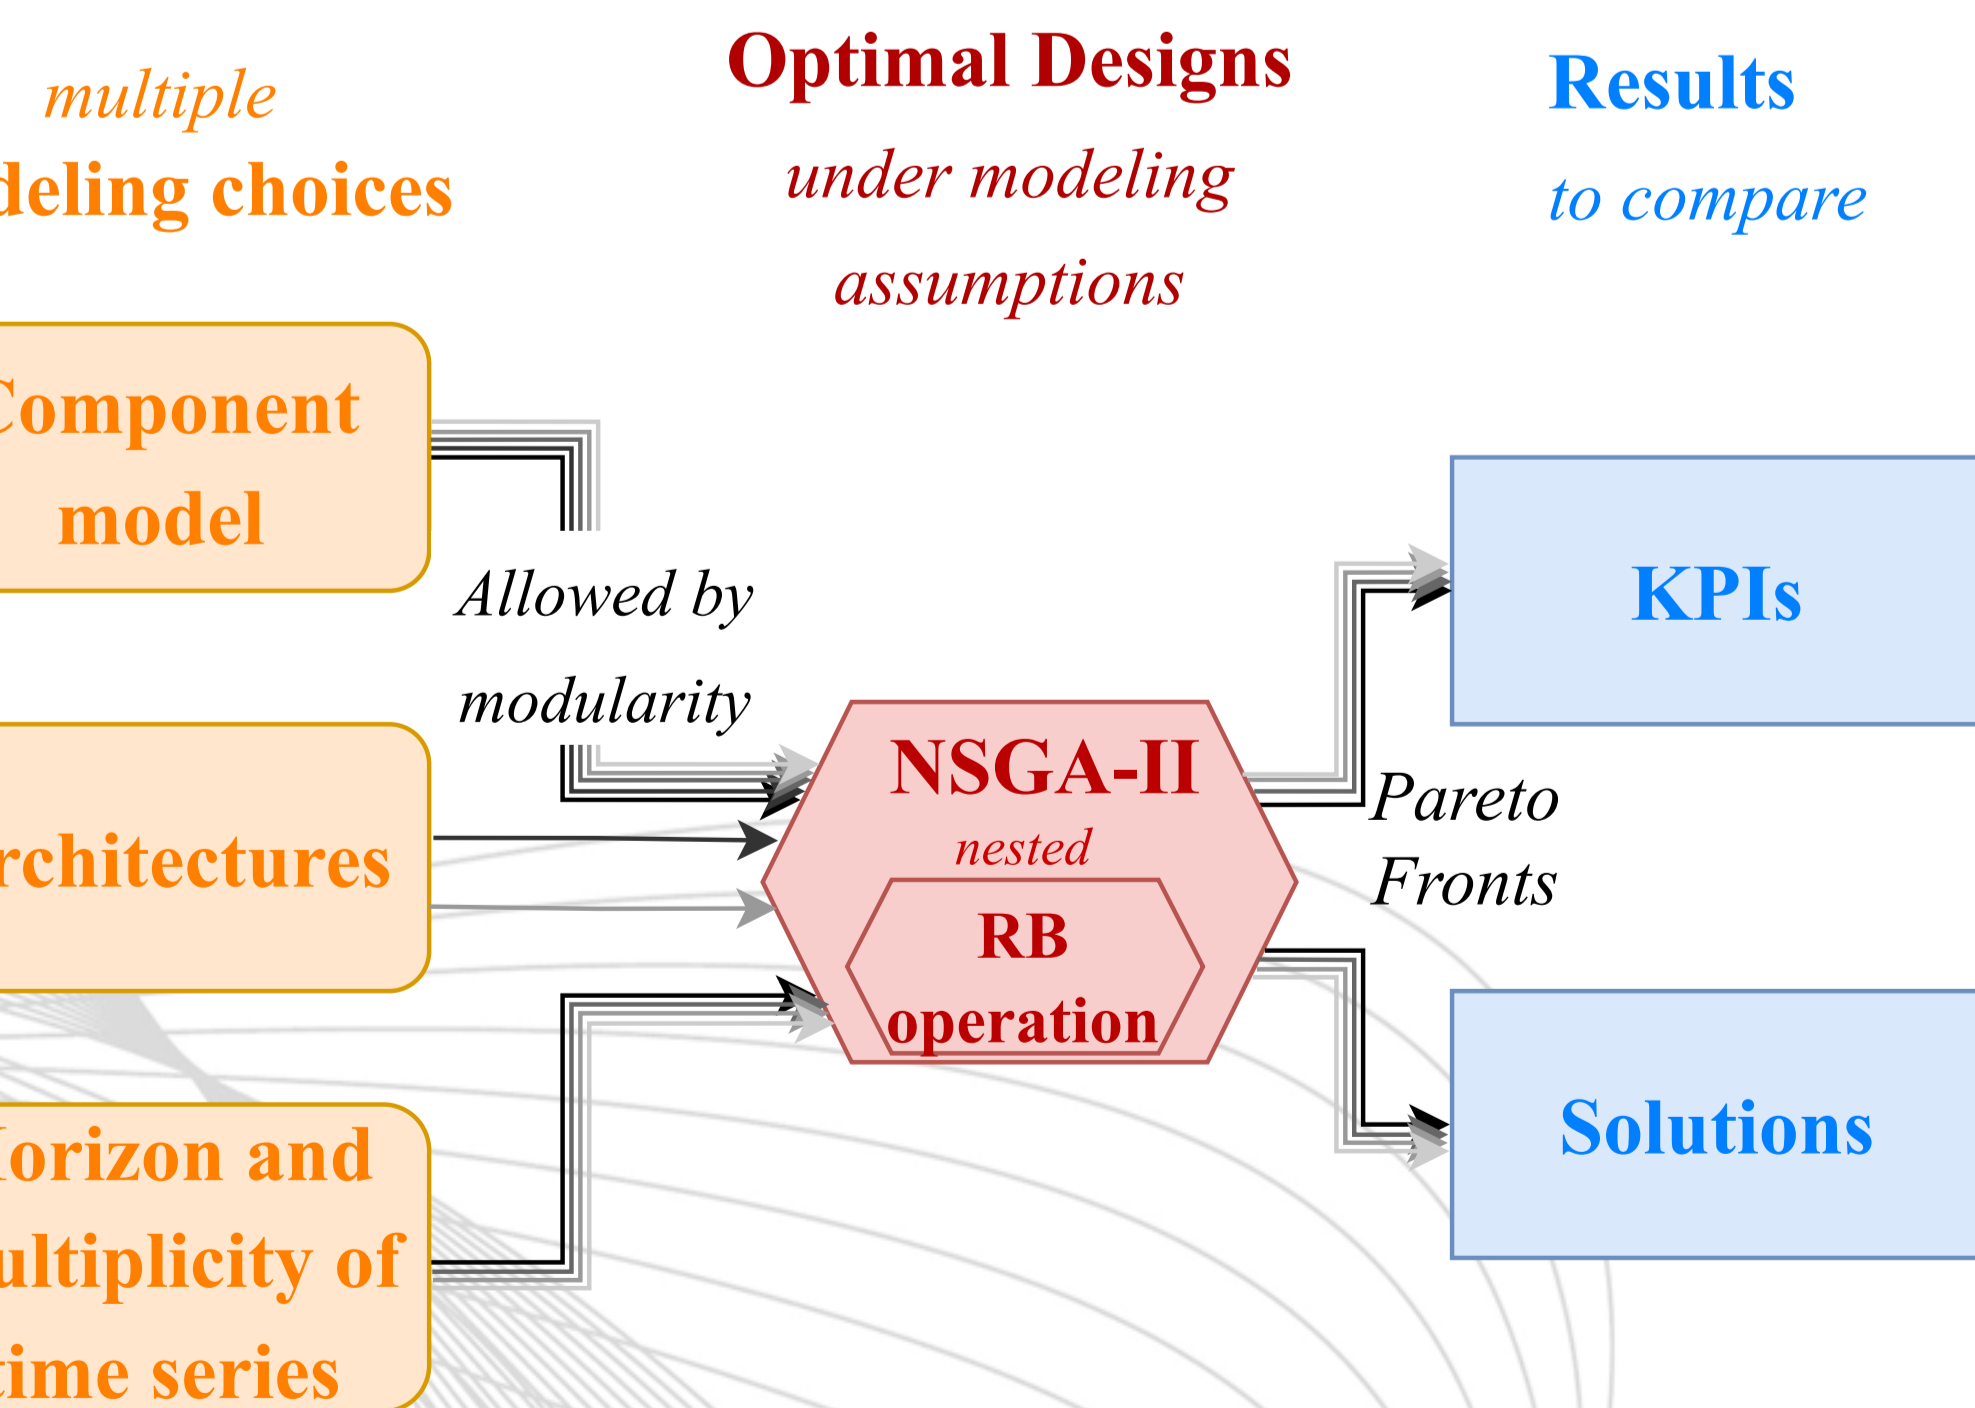 multiple
deling choices
Optimal Designs
under modeling
assumptions
Results
to compare
Component
model
Allowed by
modularity
rchitectures
orizon and
ultiplicity of
time series
NSGA-II
nested
RB
operation
Pareto
Fronts
KPIs
Solutions